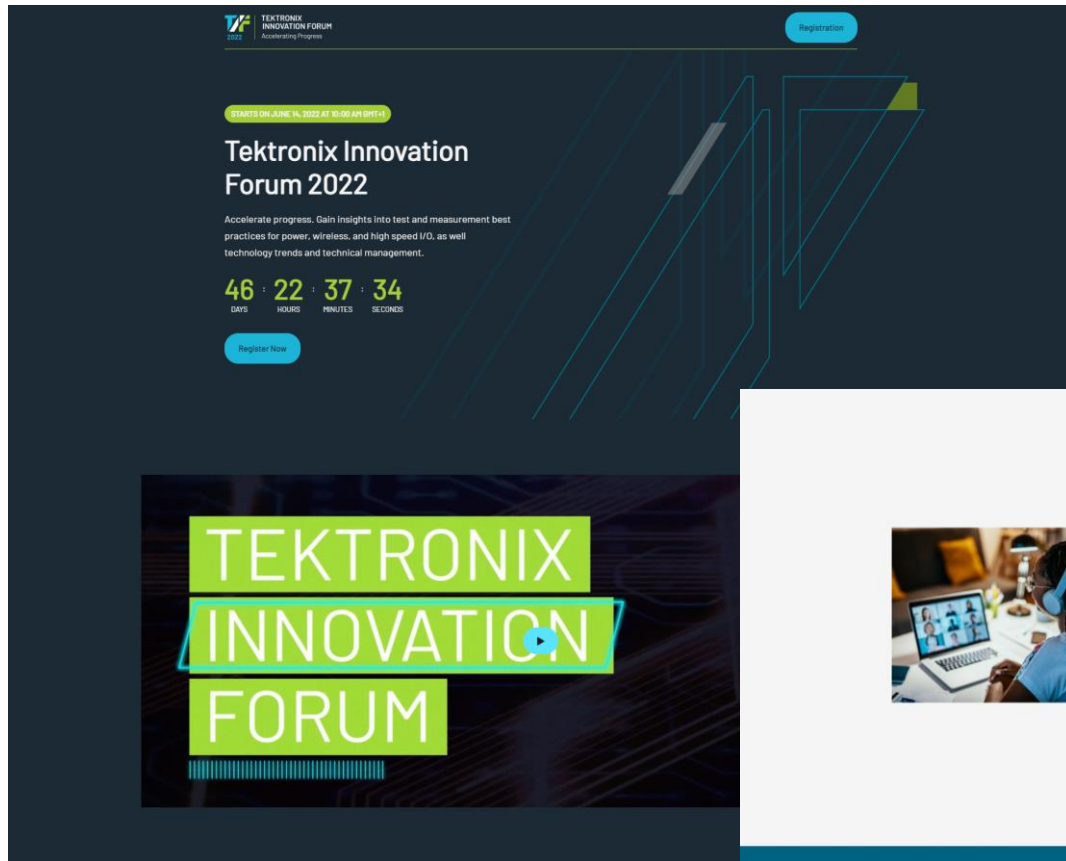 TEKTRONIX
INNOVATION FORUM
Accelerating Progress
2022
Registration
STARTS ON JUNE 14, 2022 AT 10:00 AM GMT+1
Tektronix Innovation
Forum 2022
Accelerate progress. Gain insights into test and measurement best
practices for power, wireless, and high speed I/O, as well
technology trends and technical management.
46 : 22 : 37 : 34
DAYS HOURS MINUTES SECONDS
Register Now
TEKTRONIX
INNOVATION
FORUM